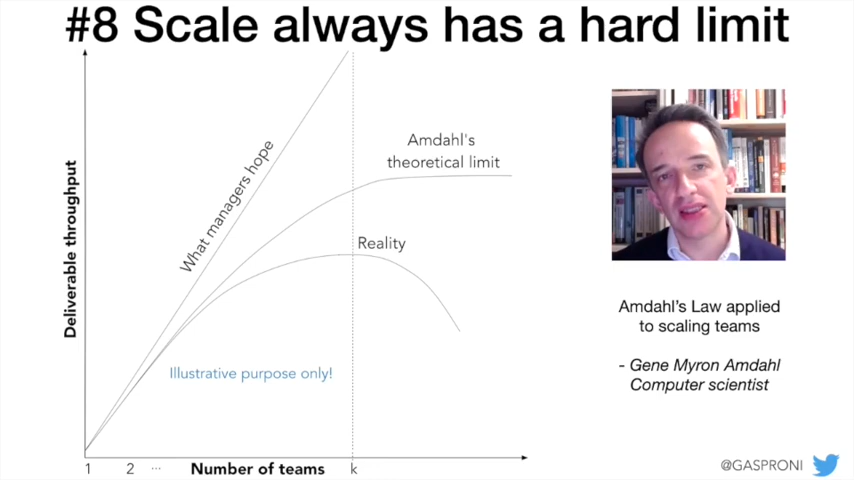 #8 Scale always has a hard limit
Deliverable throughput
What managers hope
Amdahl's
theoretical limit
Reality
Illustrative purpose only!
1 2 ... Number of teams k
Amdahl's Law applied
to scaling teams
- Gene Myron Amdahl
Computer scientist
@GASPRONI